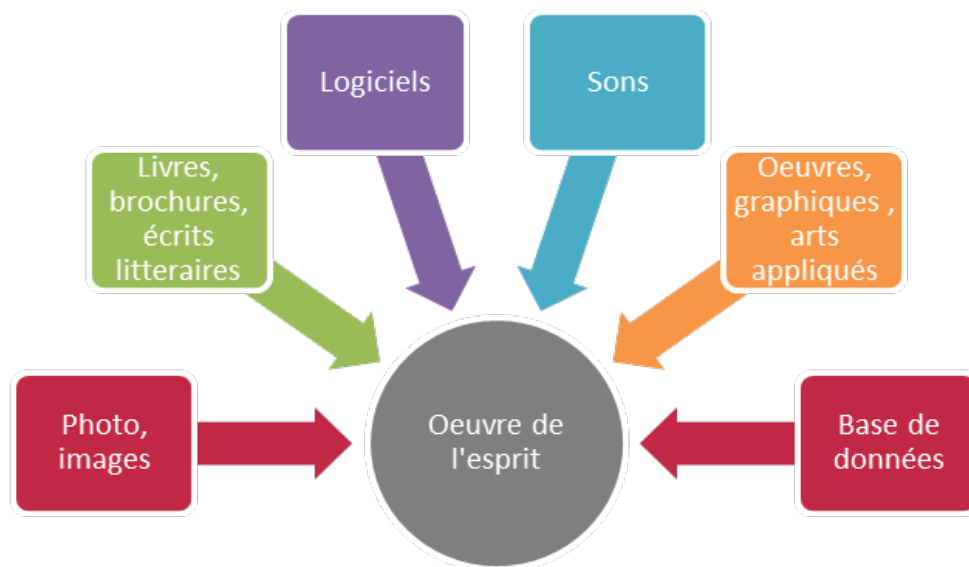 Logiciels
Sons
Livres,
brochures,
écrits
litteraires
Oeuvres,
graphiques ,
arts
appliqués
Photo,
images
Oeuvre de
l'esprit
Base de
données